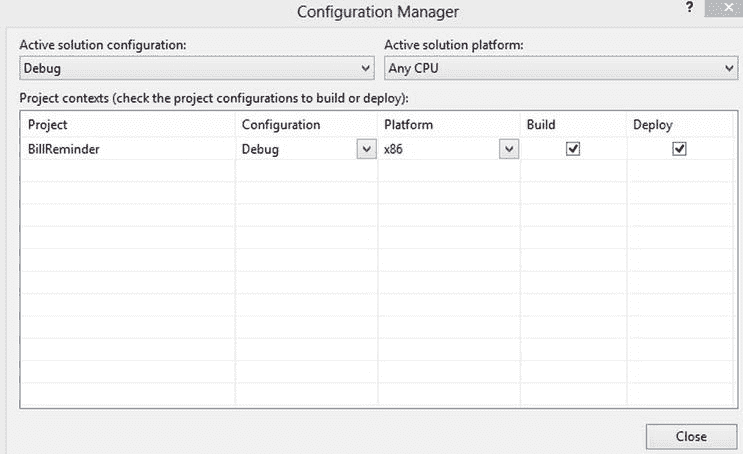 Configuration Manager
?
Active solution configuration: Active solution platform:
Debug Any CPU
Project contexts (check the project configurations to build or deploy):
Project Configuration Platform Build Deploy
BillReminder Debug x86
Close